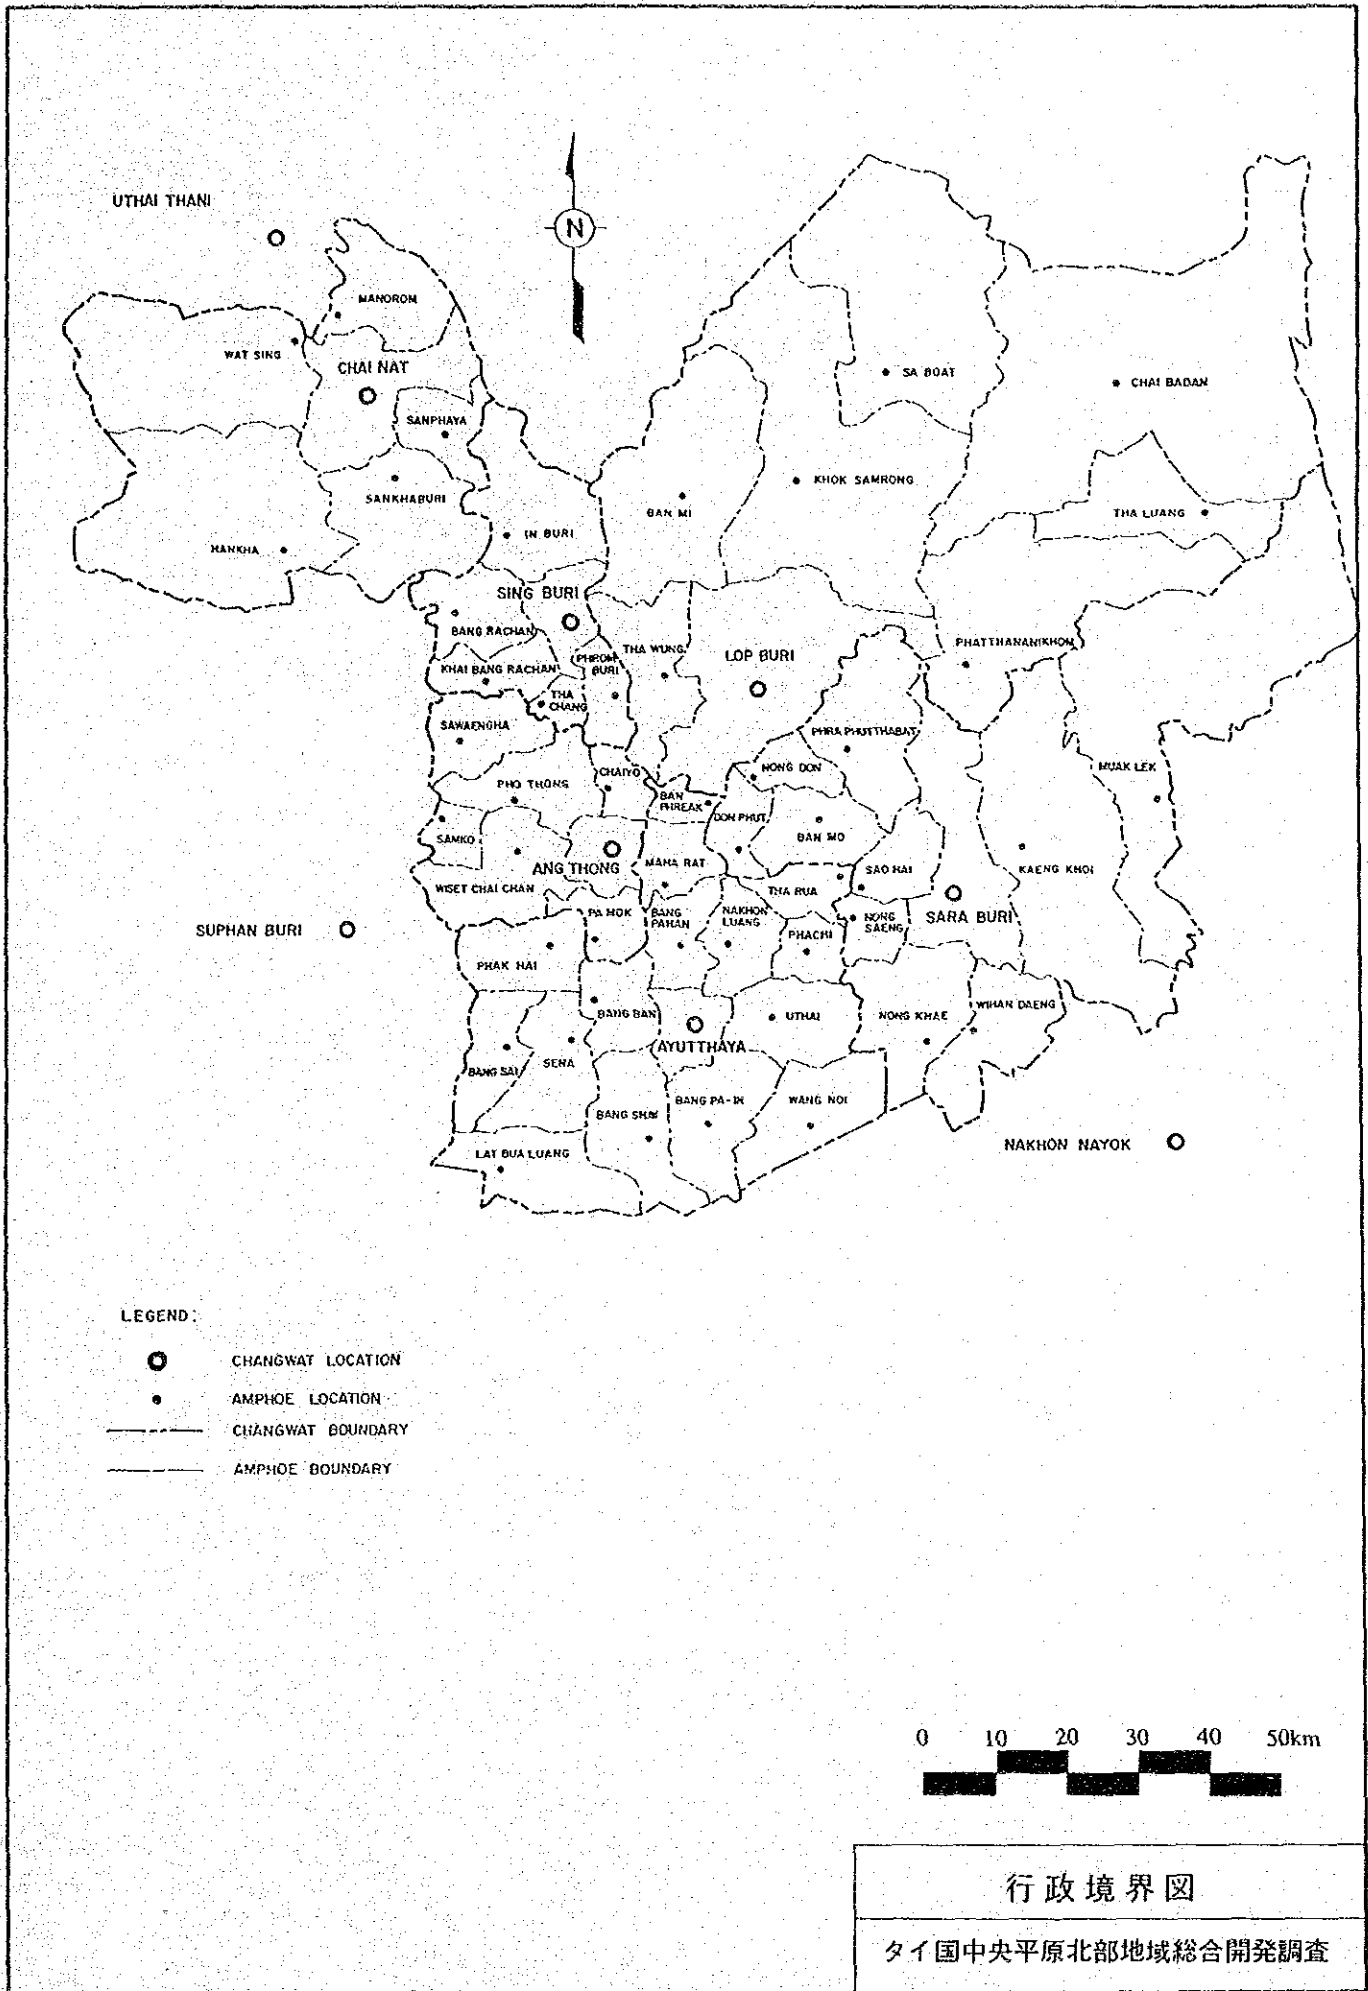 UTHAI THANI
N
MANOROM
WAT SING
CHAI NAT
SA BOAT
CHAI BADAN
SANPHAYA
KHOK SAMRONG
SANKHABURI
BAN MI
THA LUANG
IN BURI
HANKHA
SING BURI
BANG RACHAN
PHATTHANANIKHOM
THA WUNG
LOP BURI
PHROM
BURI
KHAI BANG RACHAN
THA
CHANG
SAWAENGHA
PHRA PHUTTHABAT
NONG DON
MUAK LEK
CHAIYO
PHO THONG
BAN
PHREAK
DON PHUT
BAN MO
SAMKO
ANG THONG
MAHA RAT
SAO HAI
KAENG KHOI
WISET CHAI CHAN
THA RUA
PA MOK
BANG
PAHAN
NAKHON
LUANG
NONG
SAENG
SARA BURI
SUPHAN BURI
PHACHI
PHAK HAI
WIHAN DAENG
BANG BAN
UTHAI
NONG KHAE
AYUTTHAYA
SENA
BANG SAI
BANG PA-IN
WANG NOI
BANG SHAI
NAKHON NAYOK
LAT BUA LUANG
LEGEND:
CHANGWAT LOCATION
AMPHOE LOCATION
CHANGWAT BOUNDARY
AMPHOE BOUNDARY
0 10 20 30 40 50km
行政境界図
タイ国中央平原北部地域総合開発調査